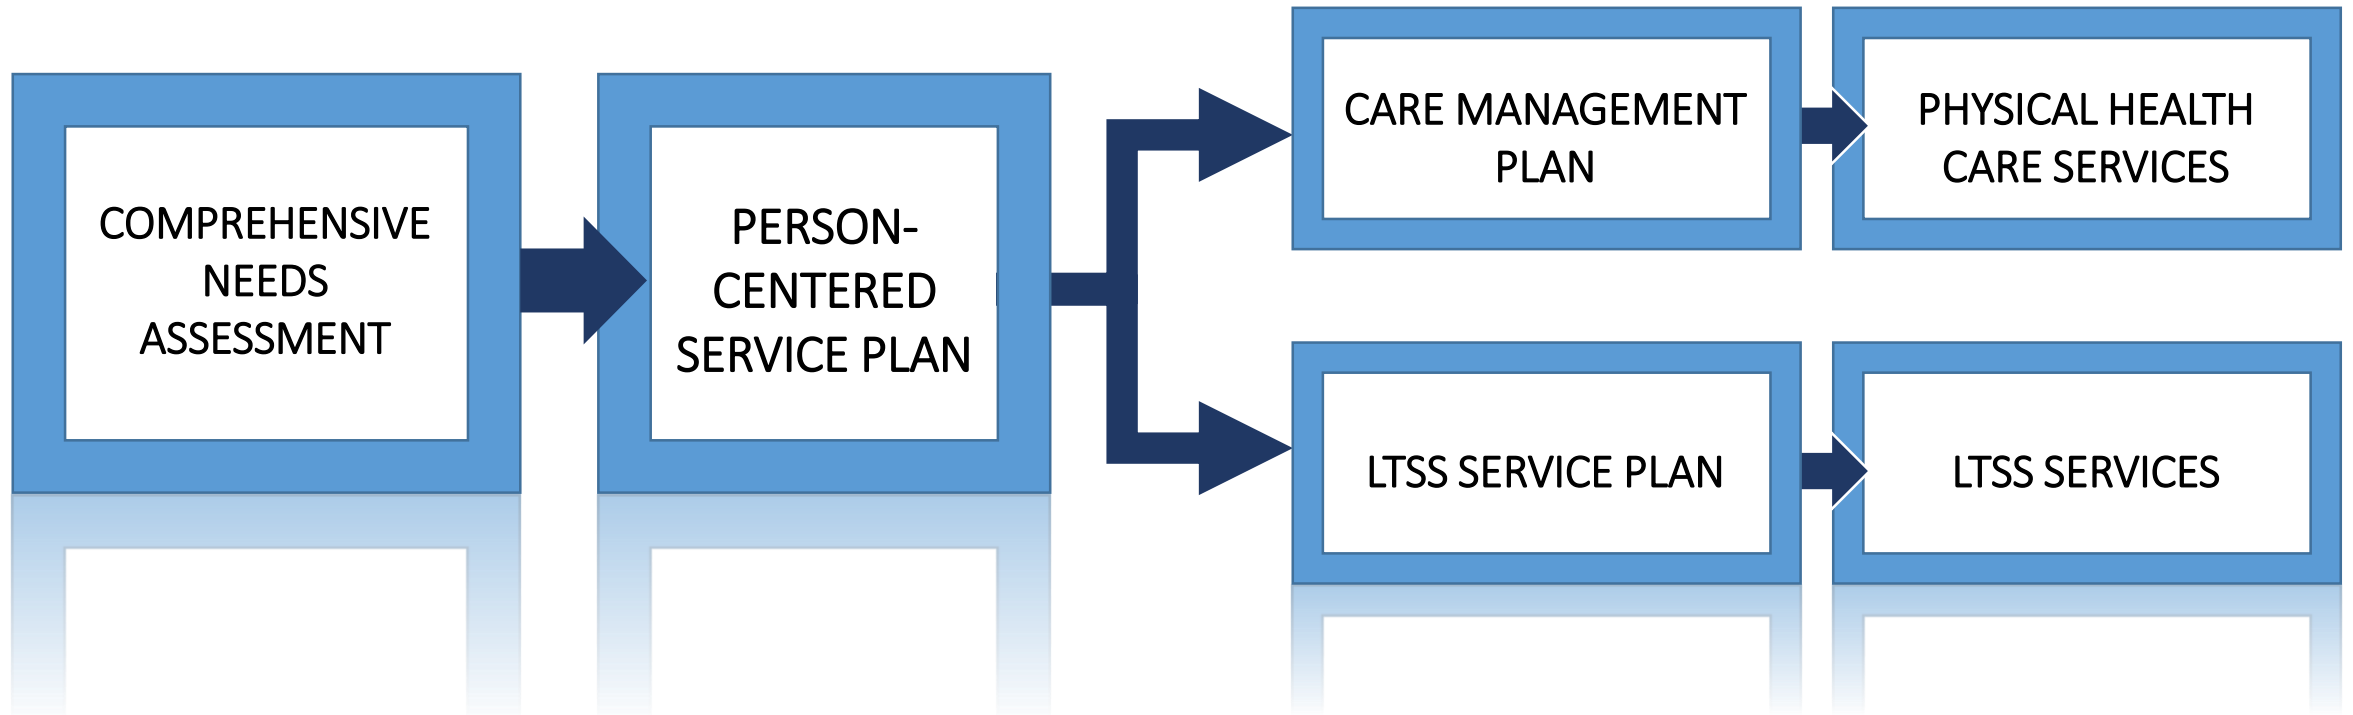 COMPREHENSIVE
NEEDS
ASSESSMENT
PERSON-
CENTERED
SERVICE PLAN
CARE MANAGEMENT
PLAN
PHYSICAL HEALTH
CARE SERVICES
LTSS SERVICE PLAN
LTSS SERVICES